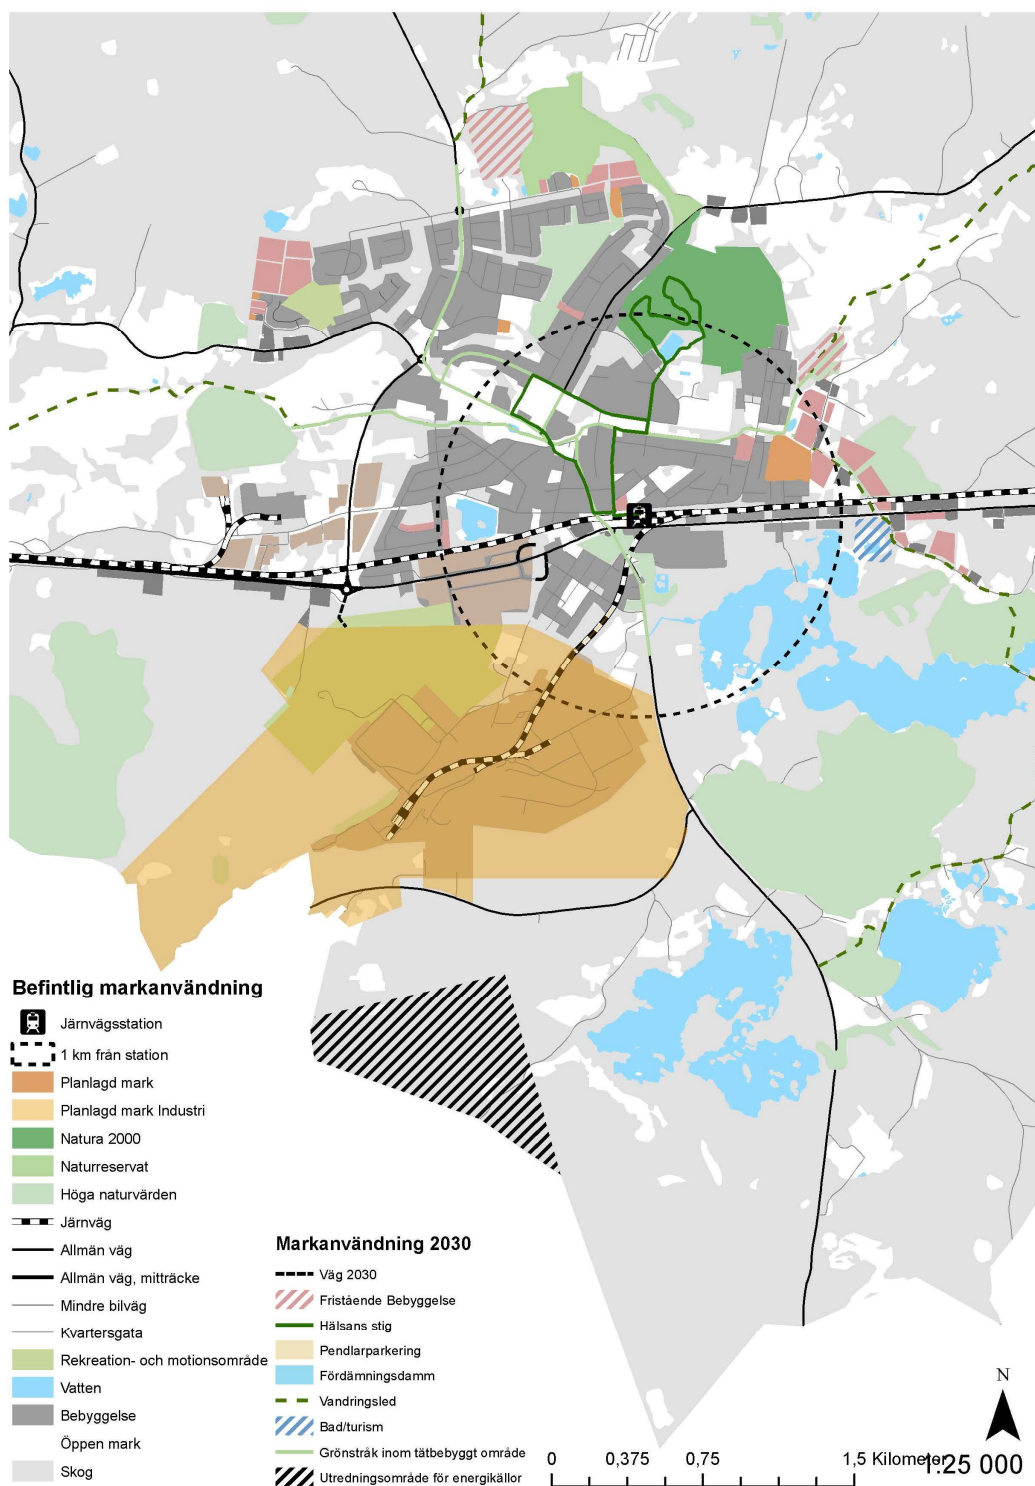 Befintlig markanvändning
Järnvägsstation
1 km från station
Planlagd mark
Planlagd mark Industri
Natura 2000
Naturreservat
Höga naturvärden
Järnväg
Allmän väg
Allmän väg, mitträcke
Mindre bilväg
Kvartersgata
Rekreation- och motionsområde
Vatten
Bebyggelse
Öppen mark
Skog
Markanvändning 2030
Väg 2030
Fristående Bebyggelse
Hälsans stig
Pendlarparkering
Fördämningsdamm
Vandringsled
Bad/turism
Grönstråk inom tätbebyggt område
Utredningsområde för energikällor
0 0,375 0,75 1,5 Kilometer
N
1:25 000